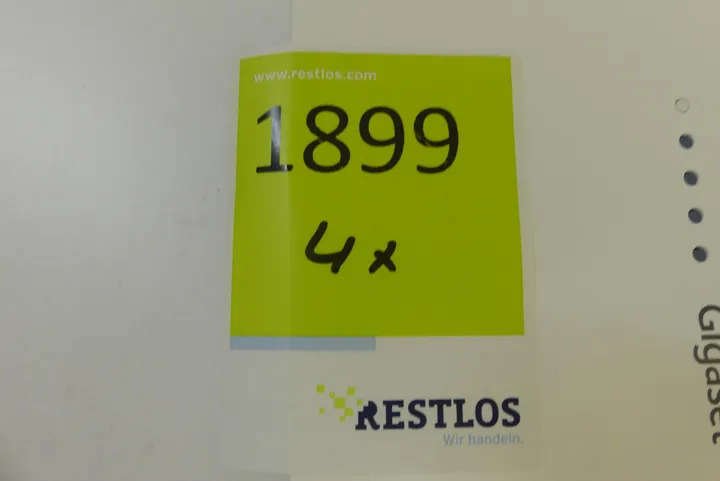 www.restlos.com
1899
4x
RESTLOS
Wir handeln.
Gigaset